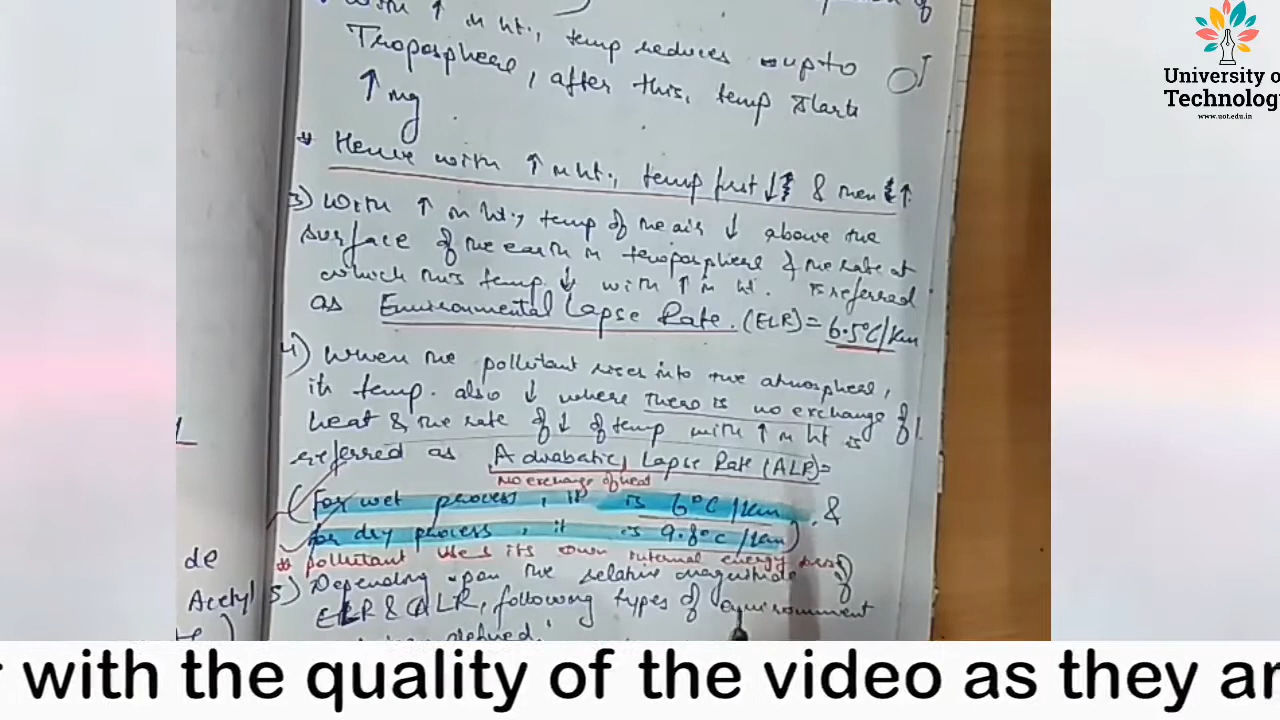 with ↑ in ht., temp reduces upto
Troposphere, after this, temp starts
↑ing
* Hence with ↑ in ht., temp first ↓ & then ↑.
3) With ↑ in ht., temp of the air ↓ above the
surface of the earth in troposphere & the rate at
which this temp ↓ with ↑ in ht. is referred
as Environmental Lapse Rate. (ELR) = 6.5°C/km
4) When the pollutant rises into the atmosphere,
its temp. also ↓ where there is no exchange of
heat & the rate of ↓ of temp with ↑ in ht is
referred as Adiabatic Lapse Rate (ALR)=
No exchange of heat
(For wet process, it is 6°C/km &
for dry process, it is 9.8°C/km)
* pollutant uses its own internal energy
5) Depending upon the relative magnitude of
ELR & ALR, following types of environment
defined.
de
Acetyl
University o
Technology
www.uot.edu.in
with the quality of the video as they ar